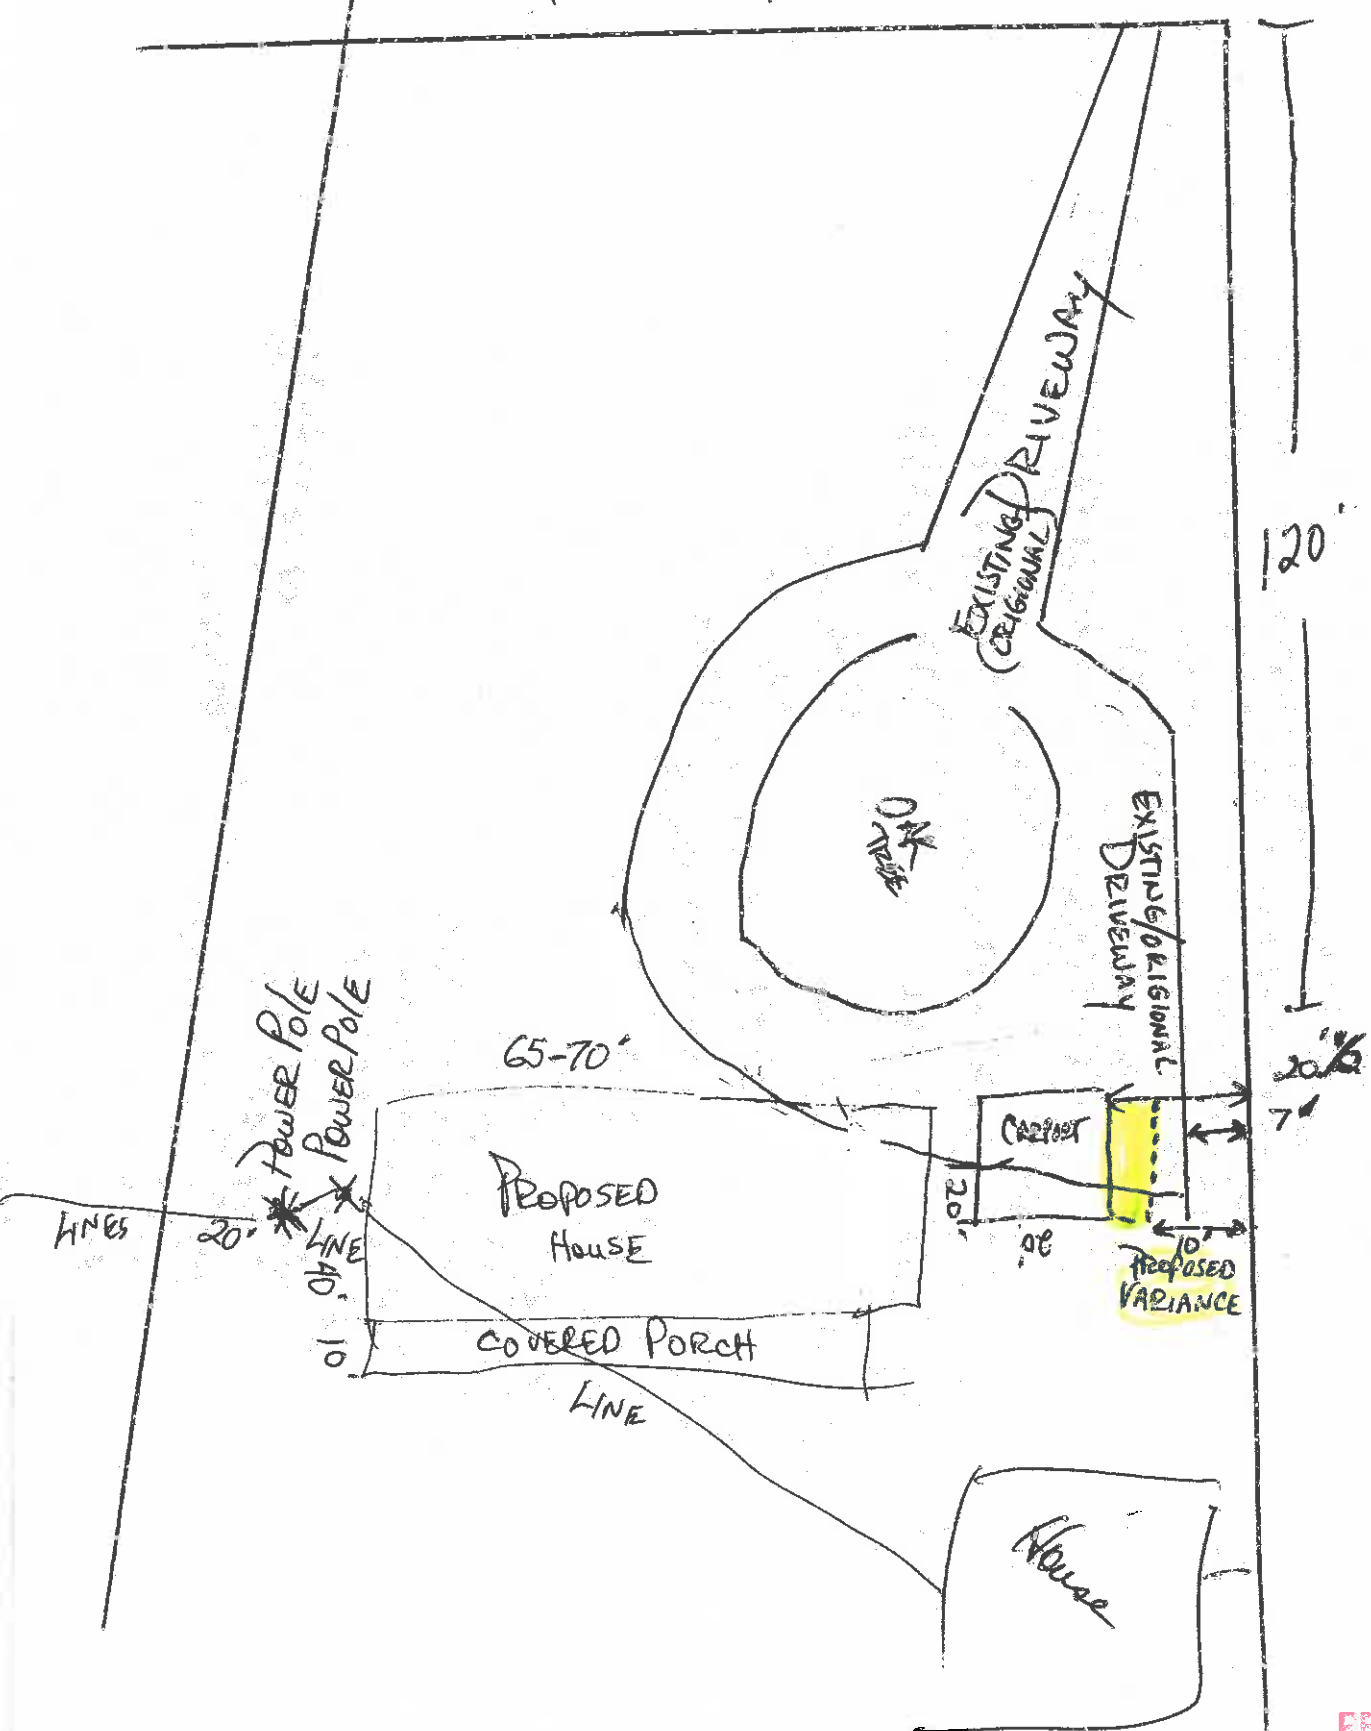 EXISTING DRIVEWAY
(ORIGIONAL)
120'
OAK
TREE
EXISTING/ORIGIONAL
DRIVEWAY
POWER POLE
POWER POLE
65-70'
20'
7'
CARPORT
PROPOSED
HOUSE
LINES
20'
LINE
40'
20'
20'
10'
PROPOSED
VARIANCE
10
COVERED PORCH
LINE
House